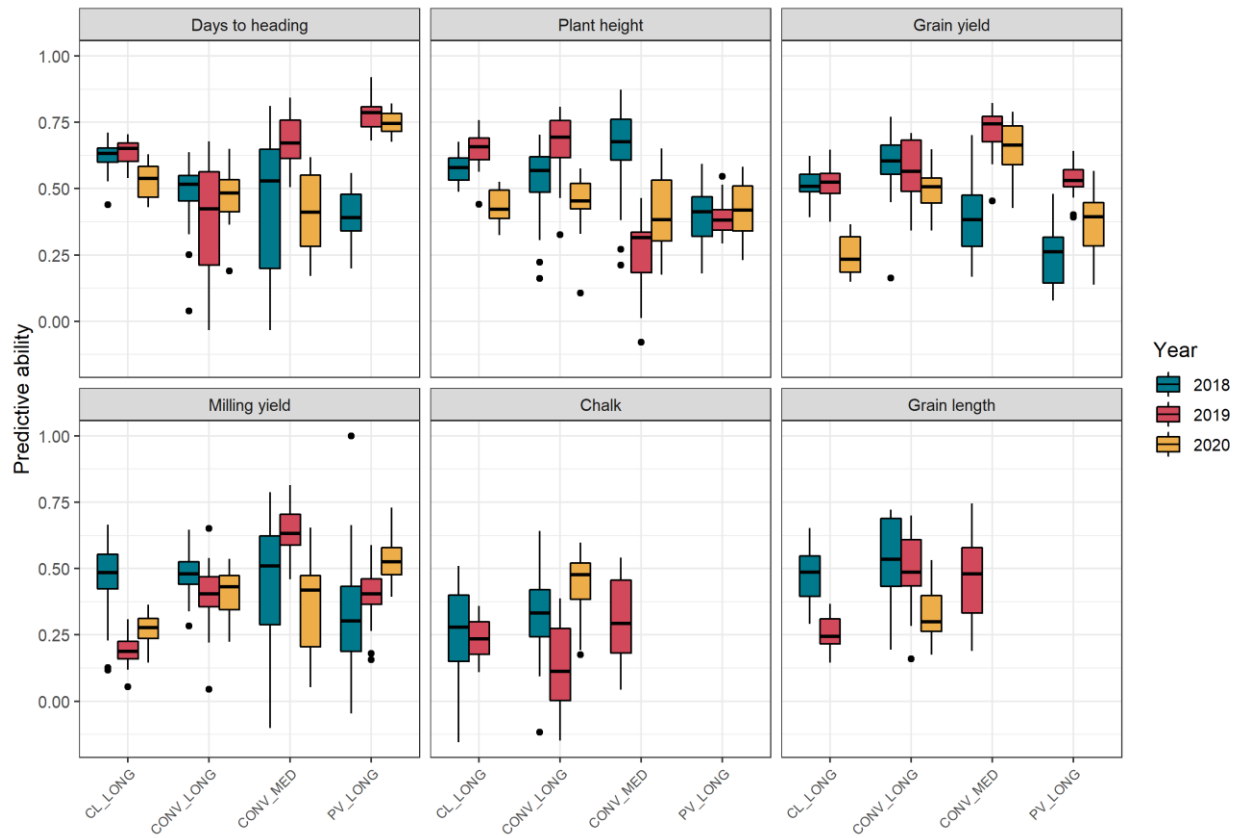 Days to heading
Plant height
Grain yield
1.00
0.75
0.50
0.25
0.00
Predictive ability
Milling yield
Chalk
Grain length
1.00
0.75
0.50
0.25
0.00
CL_LONG
CONV_LONG
CONV_MED
PV_LONG
CL_LONG
CONV_LONG
CONV_MED
PV_LONG
CL_LONG
CONV_LONG
CONV_MED
PV_LONG
Year
2018
2019
2020